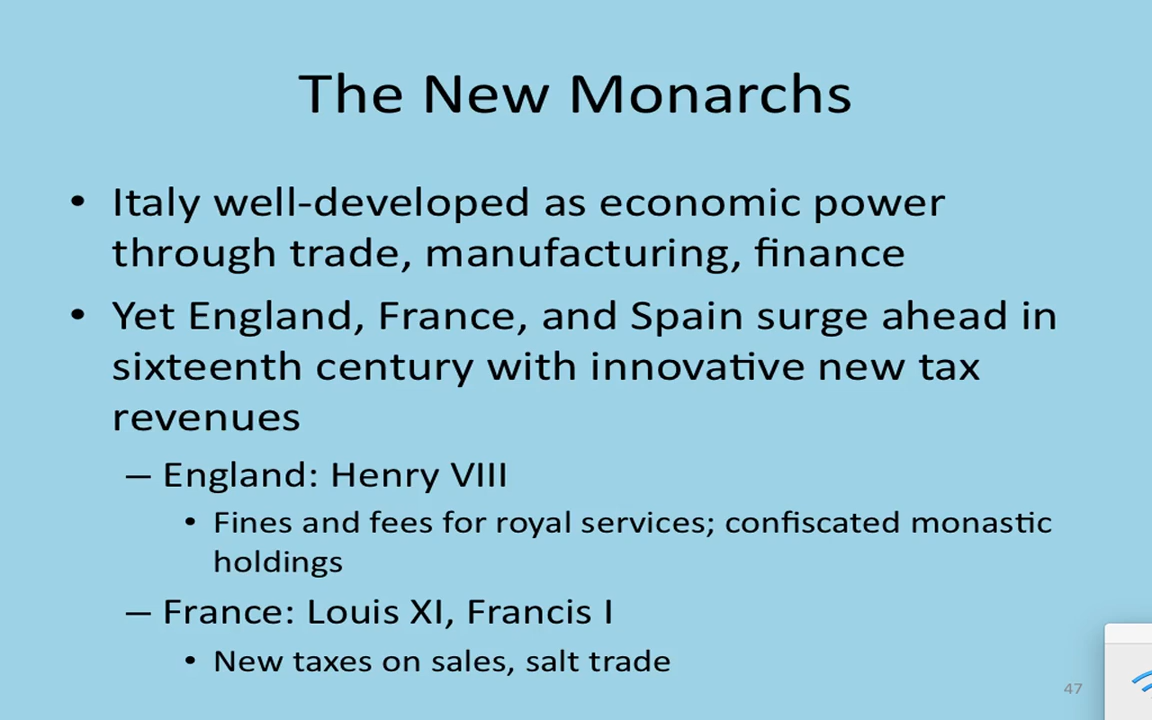 The New Monarchs
• Italy well-developed as economic power
through trade, manufacturing, finance
• Yet England, France, and Spain surge ahead in
sixteenth century with innovative new tax
revenues
– England: Henry VIII
• Fines and fees for royal services; confiscated monastic
holdings
– France: Louis XI, Francis I
• New taxes on sales, salt trade
47